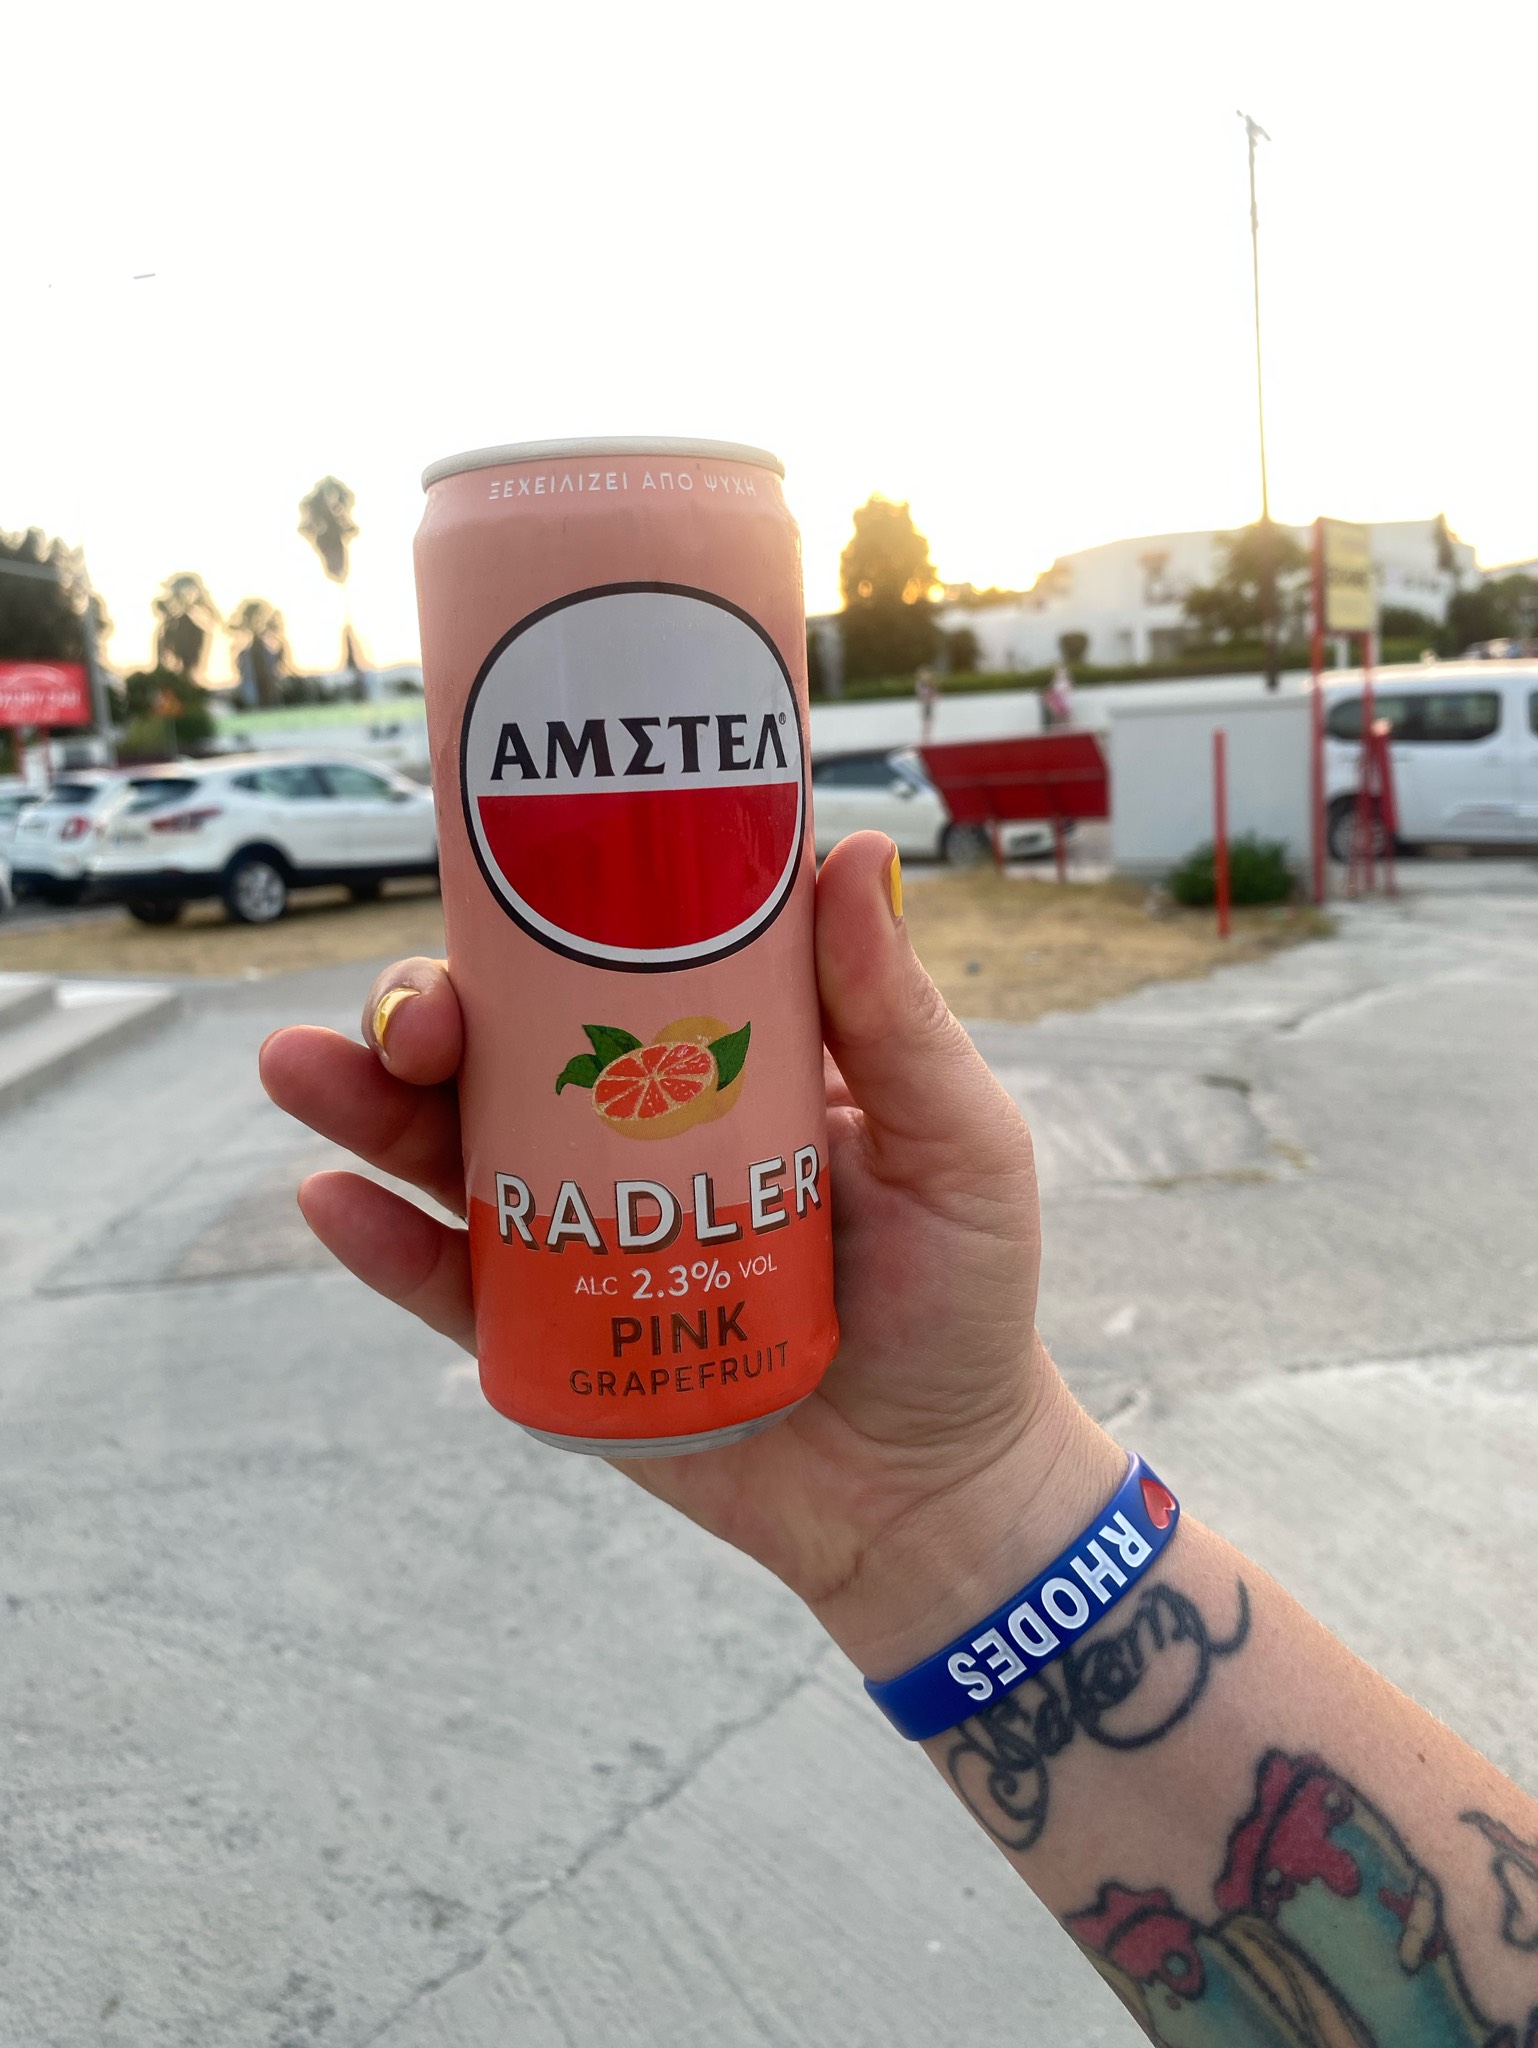 ΞΕΧΕΙΛΙΖΕΙ ΑΠΟ ΨΥΧΗ
ΑΜΣΤΕΛ®
RADLER
ALC 2.3% VOL
PINK
GRAPEFRUIT
RHODES